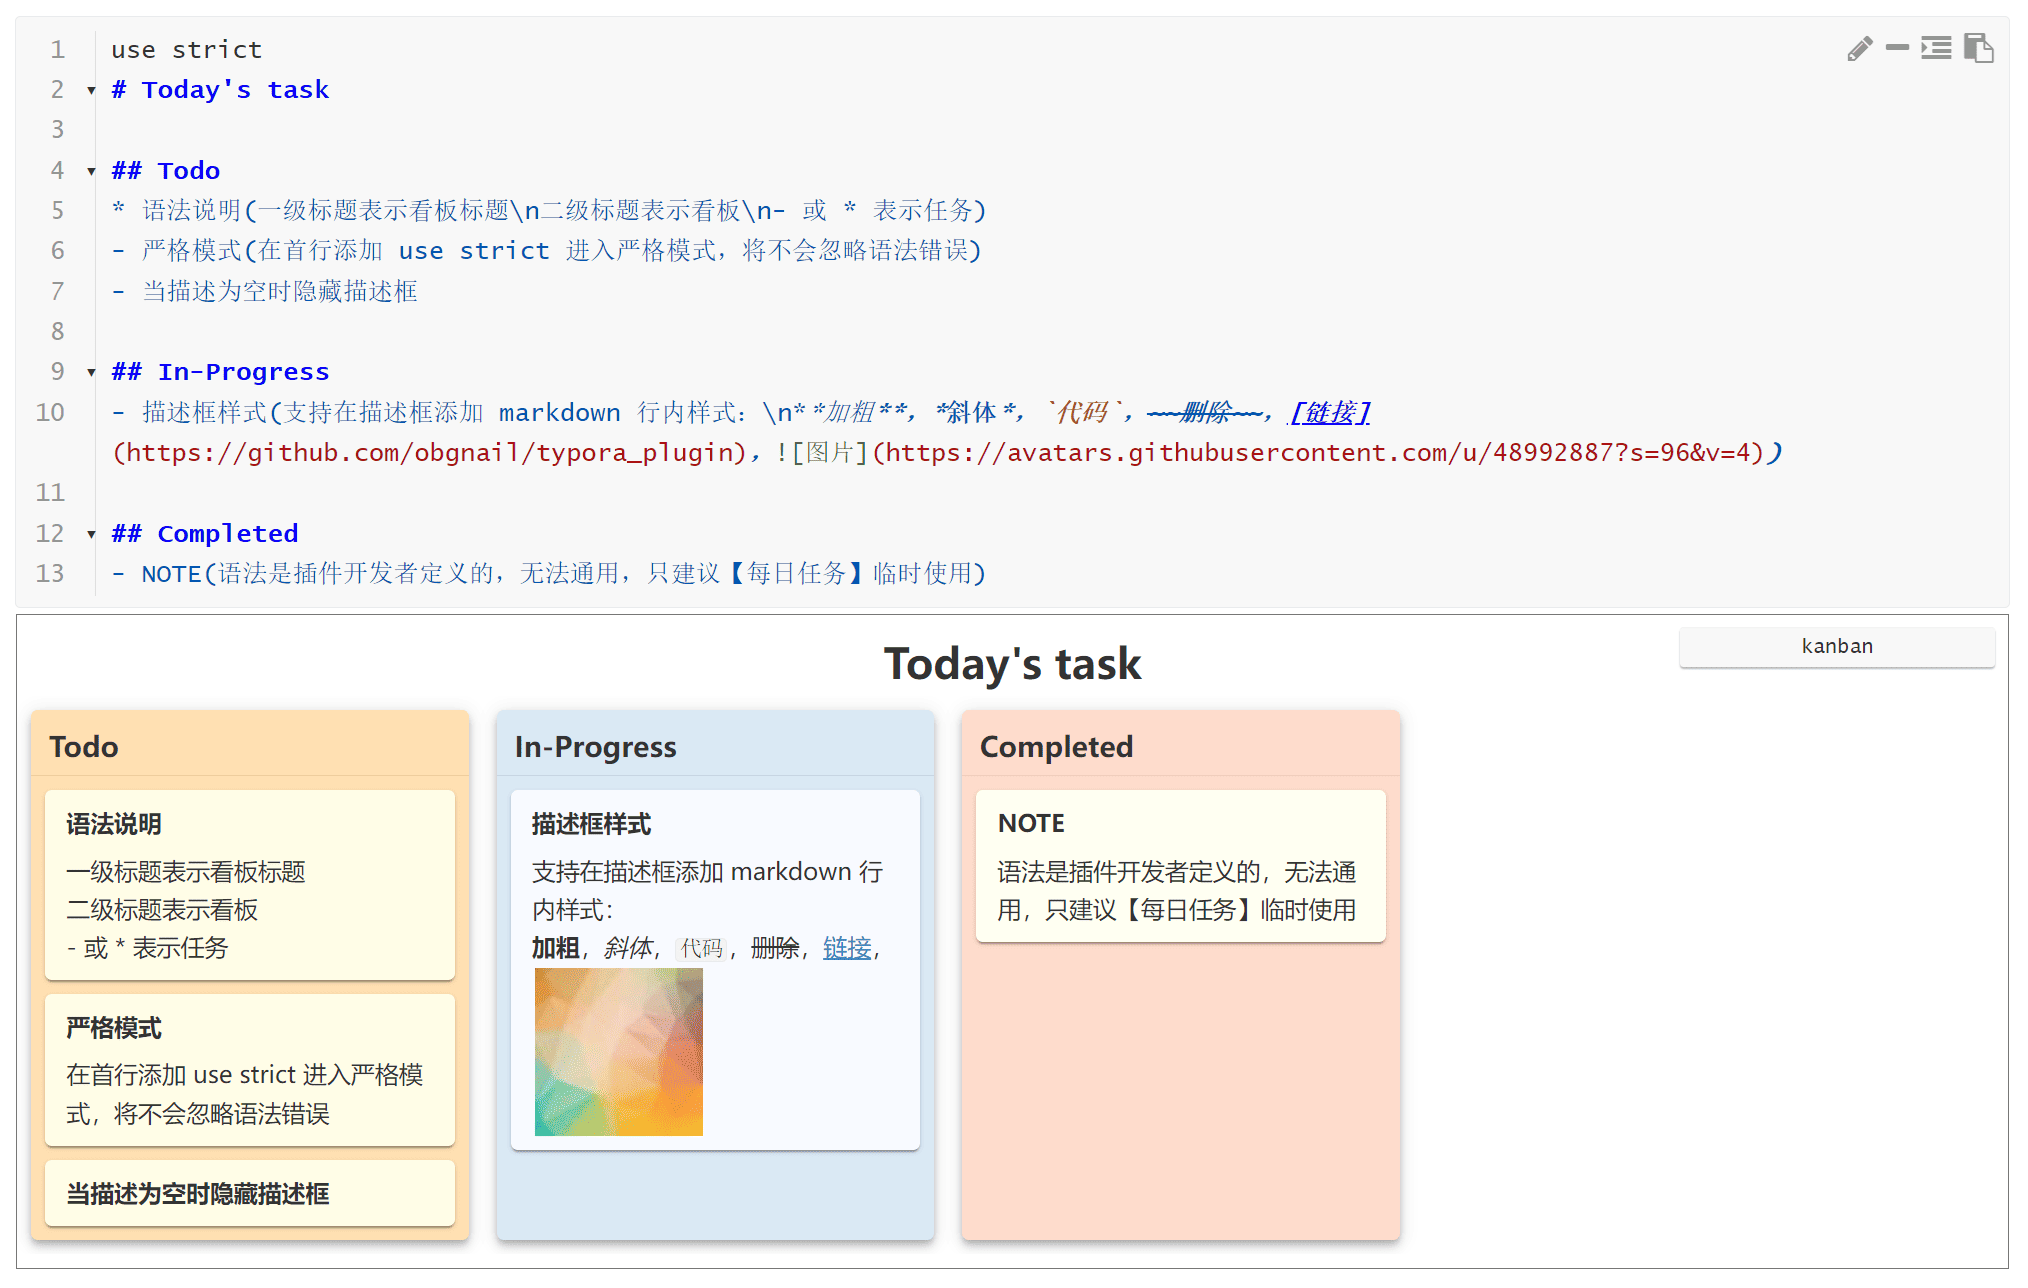 1 use strict
2 # Today's task
3
4 ## Todo
5 * 语法说明(一级标题表示看板标题\n二级标题表示看板\n- 或 * 表示任务)
6 - 严格模式(在首行添加 use strict 进入严格模式，将不会忽略语法错误)
7 - 当描述为空时隐藏描述框
8
9 ## In-Progress
10 - 描述框样式(支持在描述框添加 markdown 行内样式：\n**加粗**，*斜体*，`代码`，~~删除~~，[链接]
(https://github.com/obgnail/typora_plugin)，![图片](https://avatars.githubusercontent.com/u/48992887?s=96&v=4))
11
12 ## Completed
13 - NOTE(语法是插件开发者定义的，无法通用，只建议【每日任务】临时使用)
kanban
Today's task
Todo
语法说明
一级标题表示看板标题
二级标题表示看板
- 或 * 表示任务
严格模式
在首行添加 use strict 进入严格模
式，将不会忽略语法错误
当描述为空时隐藏描述框
In-Progress
描述框样式
支持在描述框添加 markdown 行
内样式：
加粗，斜体，代码，删除，链接，
Completed
NOTE
语法是插件开发者定义的，无法通
用，只建议【每日任务】临时使用